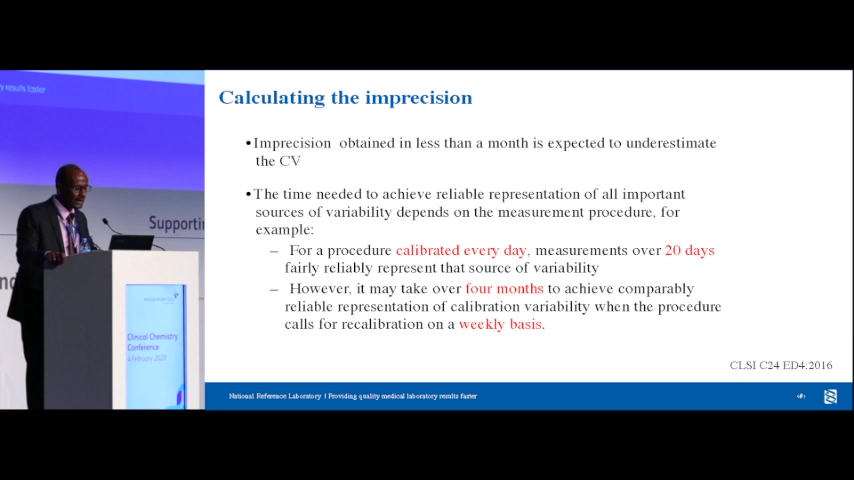 y results faster
Supportin
Clinical Chemistry
Conference
Calculating the imprecision
•Imprecision obtained in less than a month is expected to underestimate
the CV
•The time needed to achieve reliable representation of all important
sources of variability depends on the measurement procedure, for
example:
– For a procedure calibrated every day, measurements over 20 days
fairly reliably represent that source of variability
– However, it may take over four months to achieve comparably
reliable representation of calibration variability when the procedure
calls for recalibration on a weekly basis.
CLSI C24 ED4:2016
National Reference Laboratory | Providing quality medical laboratory results faster